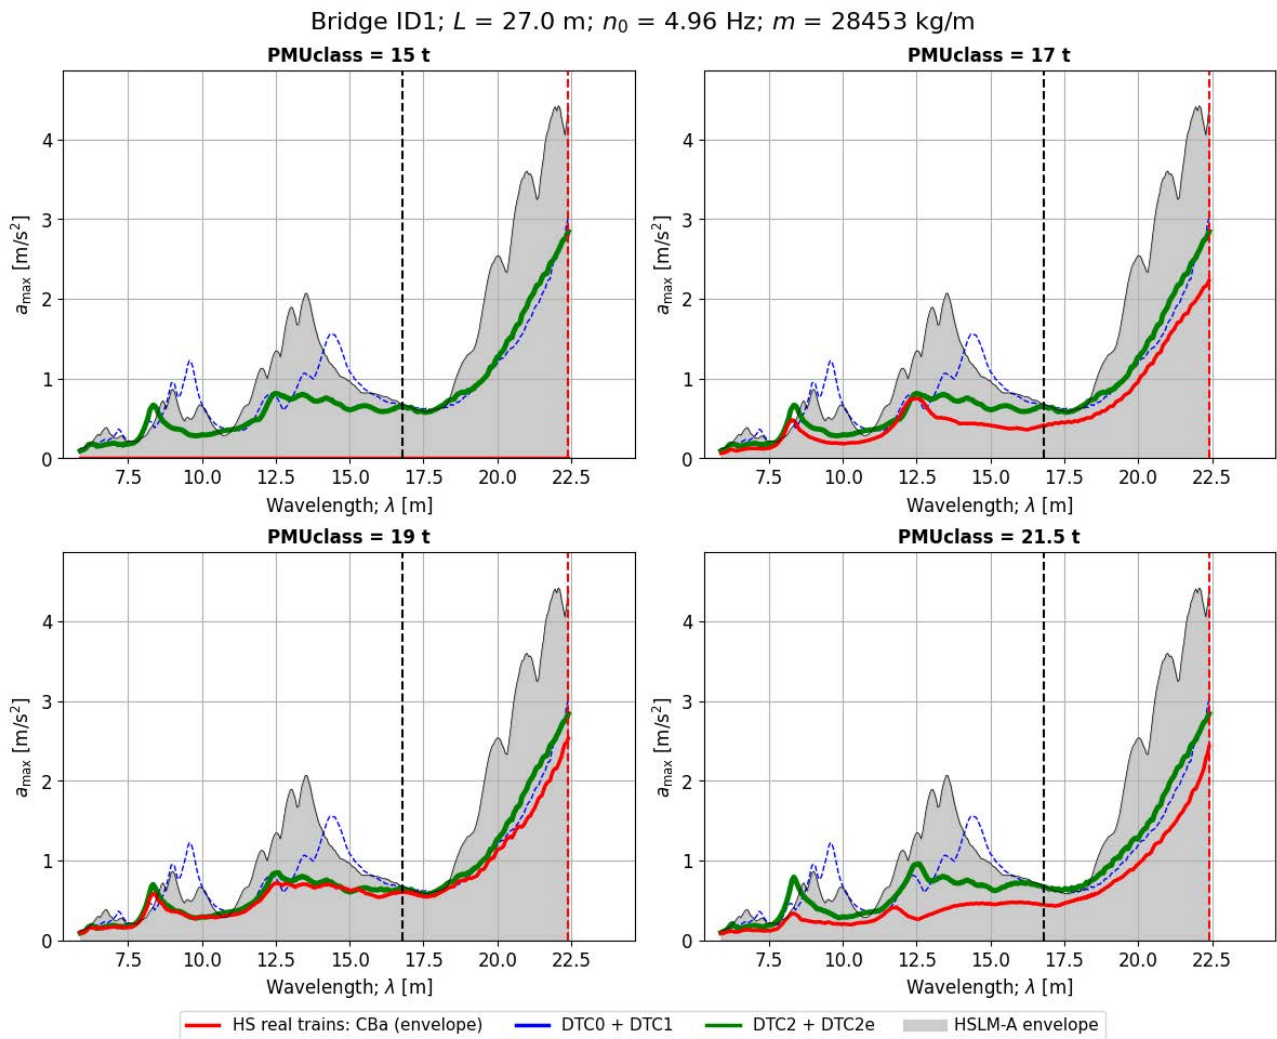 Bridge ID1; L = 27.0 m; n₀ = 4.96 Hz; m = 28453 kg/m
PMUclass = 15 t
PMUclass = 17 t
4
3
2
1
0
a_max [m/s²]
7.5 10.0 12.5 15.0 17.5 20.0 22.5
Wavelength; λ [m]
4
3
2
1
0
a_max [m/s²]
7.5 10.0 12.5 15.0 17.5 20.0 22.5
Wavelength; λ [m]
PMUclass = 19 t
PMUclass = 21.5 t
4
3
2
1
0
a_max [m/s²]
7.5 10.0 12.5 15.0 17.5 20.0 22.5
Wavelength; λ [m]
4
3
2
1
0
a_max [m/s²]
7.5 10.0 12.5 15.0 17.5 20.0 22.5
Wavelength; λ [m]
HS real trains: CBa (envelope) DTC0 + DTC1 DTC2 + DTC2e HSLM-A envelope